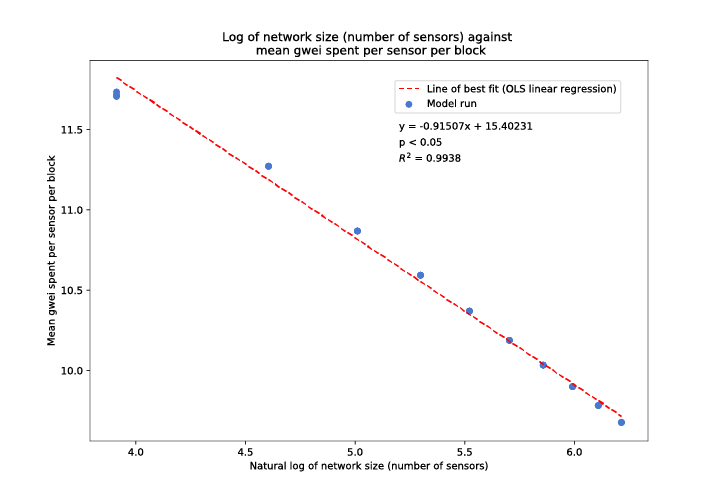 Log of network size (number of sensors) against
mean gwei spent per sensor per block
Line of best fit (OLS linear regression)
Model run
y = -0.91507x + 15.40231
p < 0.05
R² = 0.9938
Mean gwei spent per sensor per block
11.5
11.0
10.5
10.0
4.0 4.5 5.0 5.5 6.0
Natural log of network size (number of sensors)